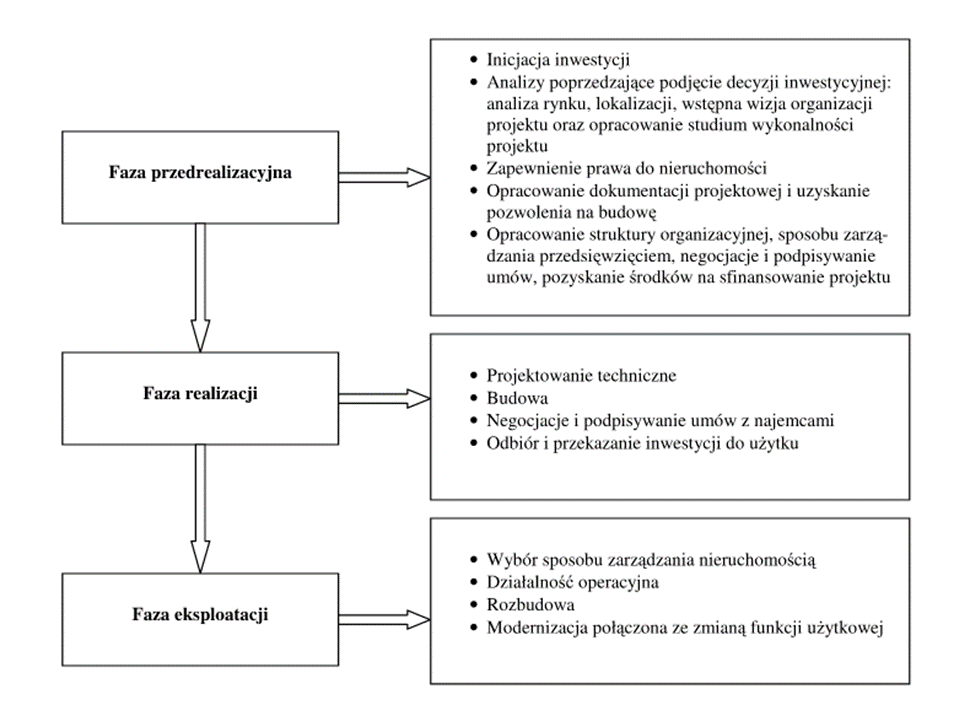 Faza przedrealizacyjna
• Inicjacja inwestycji
• Analizy poprzedzające podjęcie decyzji inwestycyjnej:
analiza rynku, lokalizacji, wstępna wizja organizacji
projektu oraz opracowanie studium wykonalności
projektu
• Zapewnienie prawa do nieruchomości
• Opracowanie dokumentacji projektowej i uzyskanie
pozwolenia na budowę
• Opracowanie struktury organizacyjnej, sposobu zarzą-
dzania przedsięwzięciem, negocjacje i podpisywanie
umów, pozyskanie środków na sfinansowanie projektu
Faza realizacji
• Projektowanie techniczne
• Budowa
• Negocjacje i podpisywanie umów z najemcami
• Odbiór i przekazanie inwestycji do użytku
Faza eksploatacji
• Wybór sposobu zarządzania nieruchomością
• Działalność operacyjna
• Rozbudowa
• Modernizacja połączona ze zmianą funkcji użytkowej